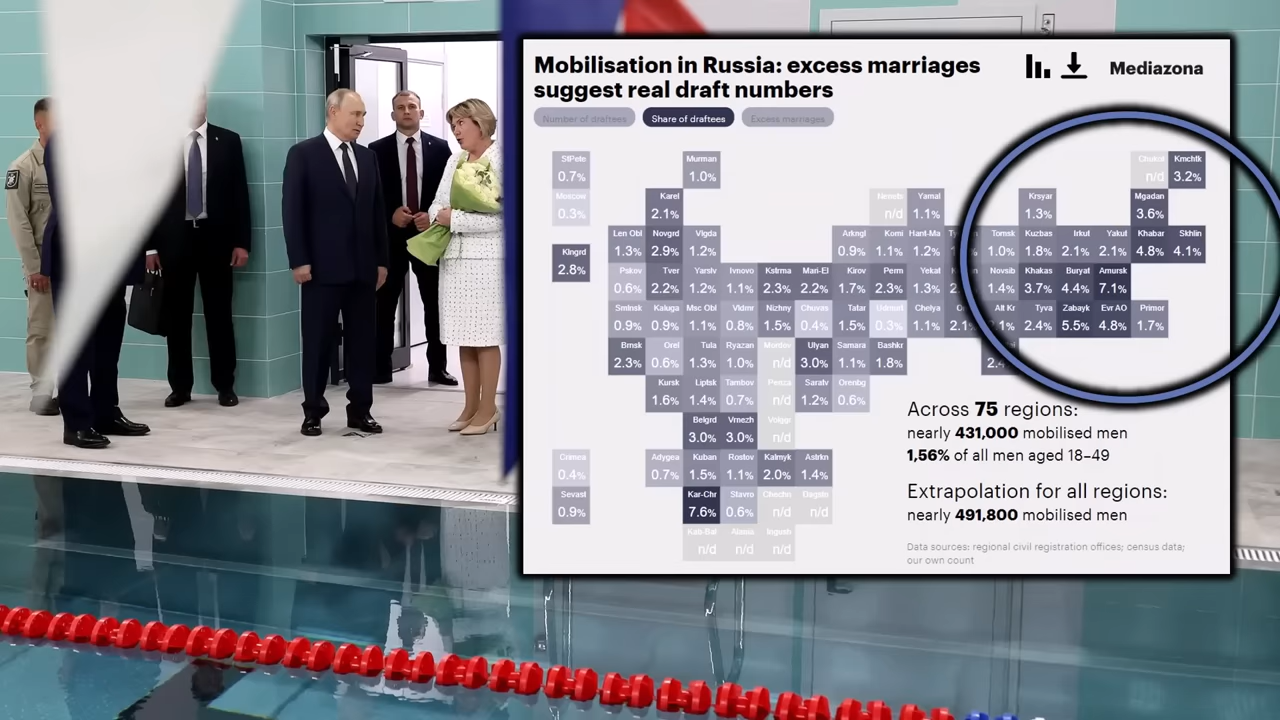 Mobilisation in Russia: excess marriages
suggest real draft numbers
Mediazona
Number of draftees Share of draftees Excess marriages
StPete Murman Chukot Kmchtk
0.7% 1.0% n/d 3.2%
Moscow Karel Nenets Yamal Krsyar Mgadan
0.3% 2.1% n/d 1.1% 1.3% 3.6%
Len Obl Novgrd Vlgda Arkngl Komi Hant-Ma Tomsk Kuzbas Irkut Yakut Khabar Skhlin
1.3% 2.9% 1.2% 0.9% 1.1% 1.2% 1.0% 1.8% 2.1% 2.1% 4.8% 4.1%
Klngrd
2.8%
Pskov Tver Yarslv Ivnovo Kstrma Mari-El Kirov Perm Yekat Novsib Khakas Buryat Amursk
0.6% 2.2% 1.2% 1.1% 2.3% 2.2% 1.7% 2.3% 1.3% 1.4% 3.7% 4.4% 7.1%
Smlnsk Kaluga Msc Obl Vldmr Nizhny Chuvas Tatar Udmurt Chelya Alt Kr Tyva Zabayk Evr AO Primor
0.9% 0.9% 1.1% 0.8% 1.5% 0.4% 1.5% 0.3% 1.1% 2.1% 2.4% 5.5% 4.8% 1.7%
Brnsk Orel Tula Ryazan Mordov Ulyan Samara Bashkr
2.3% 0.6% 1.3% 1.0% n/d 3.0% 1.1% 1.8% 2.4
Kursk Liptsk Tambov Penza Saratv Orenbg
1.6% 1.4% 0.7% n/d 1.2% 0.6%
Belgrd Vrnezh Volggr
3.0% 3.0% n/d
Crimea Adygea Kuban Rostov Kalmyk Astrkn
0.4% 0.7% 1.5% 1.1% 2.0% 1.4%
Sevast Kar-Chr Stavro Chechn Dagstn
0.9% 7.6% 0.6% n/d n/d
Kab-Bal Alania Ingush
n/d n/d n/d
Across 75 regions:
nearly 431,000 mobilised men
1,56% of all men aged 18–49
Extrapolation for all regions:
nearly 491,800 mobilised men
Data sources: regional civil registration offices; census data;
our own count